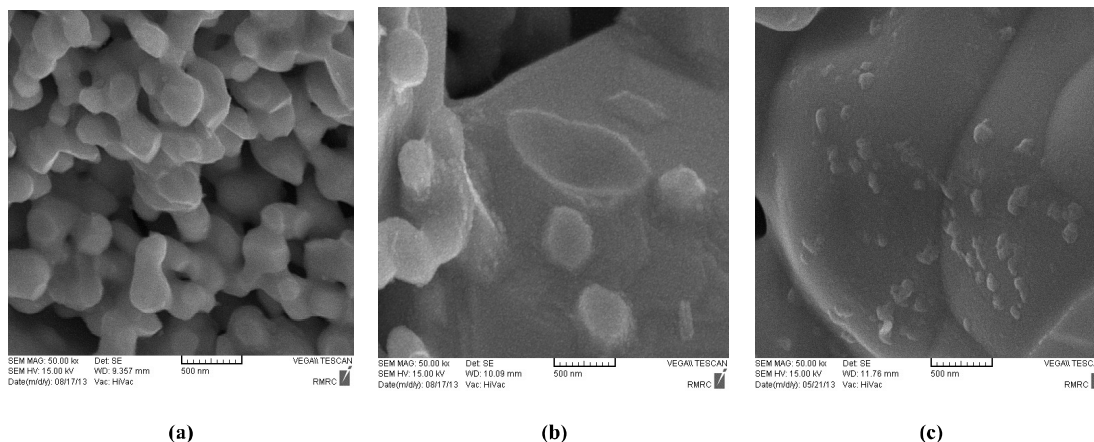 SEM MAG: 50.00 kx Det: SE
SEM HV: 15.00 kV WD: 9.357 mm 500 nm VEGA\\ TESCAN
Date(m/d/y): 08/17/13 Vac: HiVac RMRC
(a)
SEM MAG: 50.00 kx Det: SE
SEM HV: 15.00 kV WD: 10.09 mm 500 nm VEGA\\ TESCAN
Date(m/d/y): 08/17/13 Vac: HiVac RMRC
(b)
SEM MAG: 50.00 kx Det: SE
SEM HV: 15.00 kV WD: 11.76 mm 500 nm VEGA\\ TESCAN
Date(m/d/y): 05/21/13 Vac: HiVac RMRC
(c)